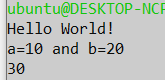 ubuntu@DESKTOP-NCP
Hello World!
a=10 and b=20
30